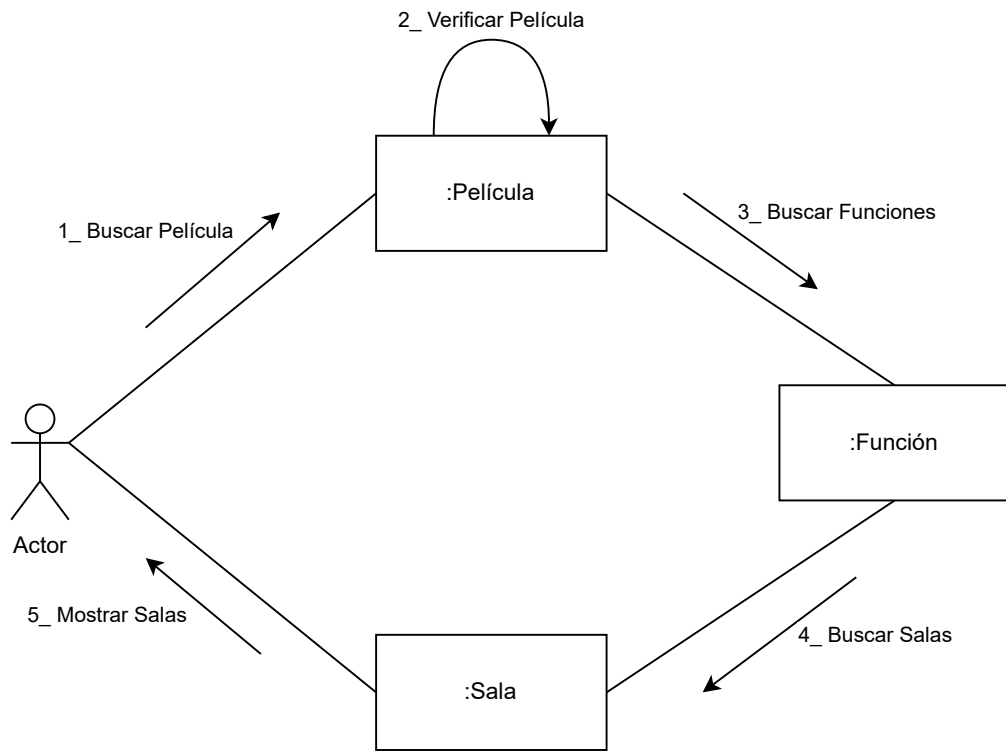 2_ Verificar Película
:Película
1_ Buscar Película
3_ Buscar Funciones
:Función
Actor
5_ Mostrar Salas
4_ Buscar Salas
:Sala